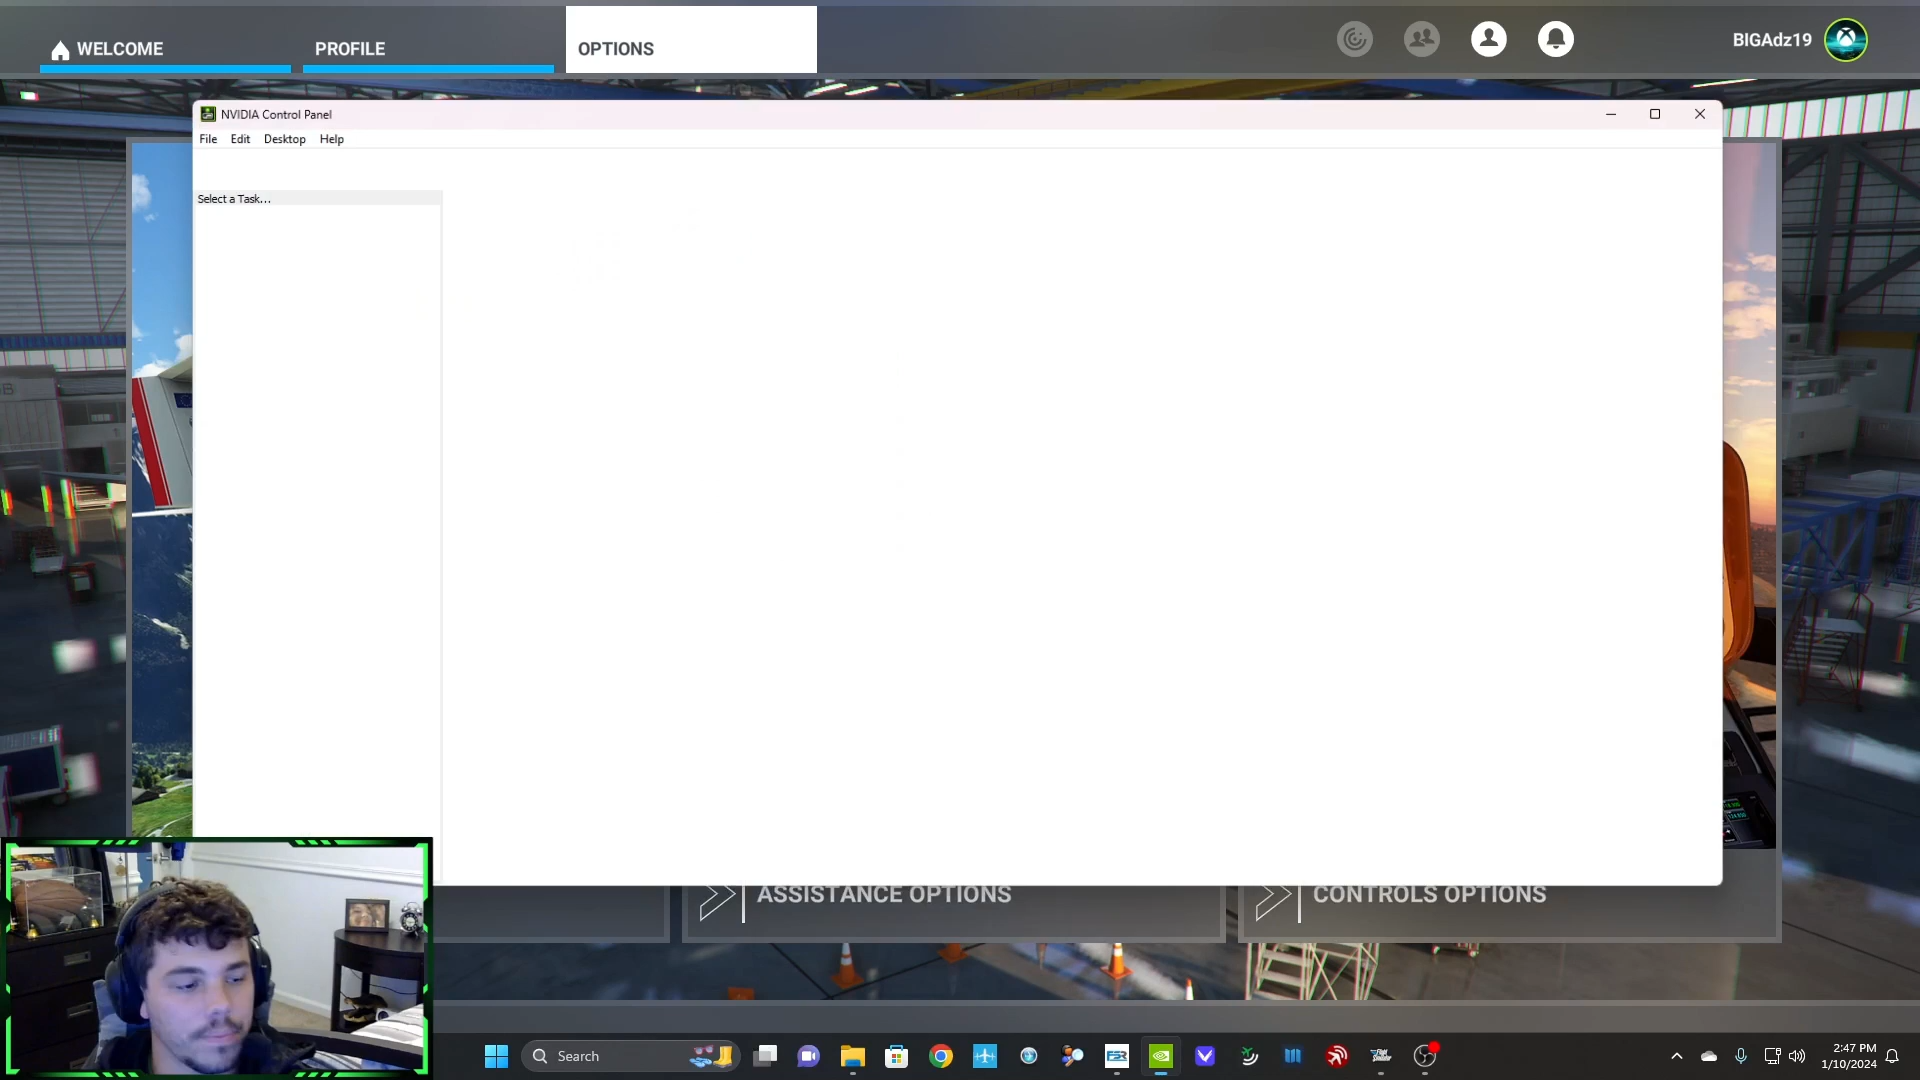 WELCOME
PROFILE
OPTIONS
BIGAdz19
NVIDIA Control Panel
File Edit Desktop Help
Select a Task...
ASSISTANCE OPTIONS
CONTROLS OPTIONS
Search
FSR
2:47 PM
1/10/2024